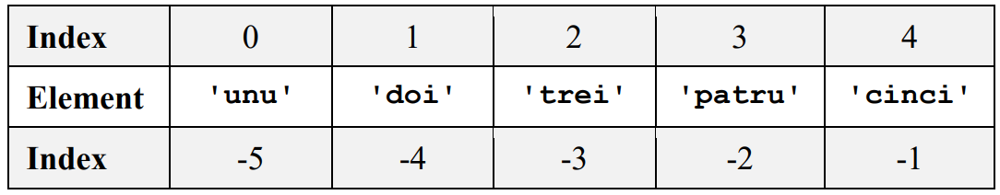 Index 0 1 2 3 4
Element 'unu' 'doi' 'trei' 'patru' 'cinci'
Index -5 -4 -3 -2 -1